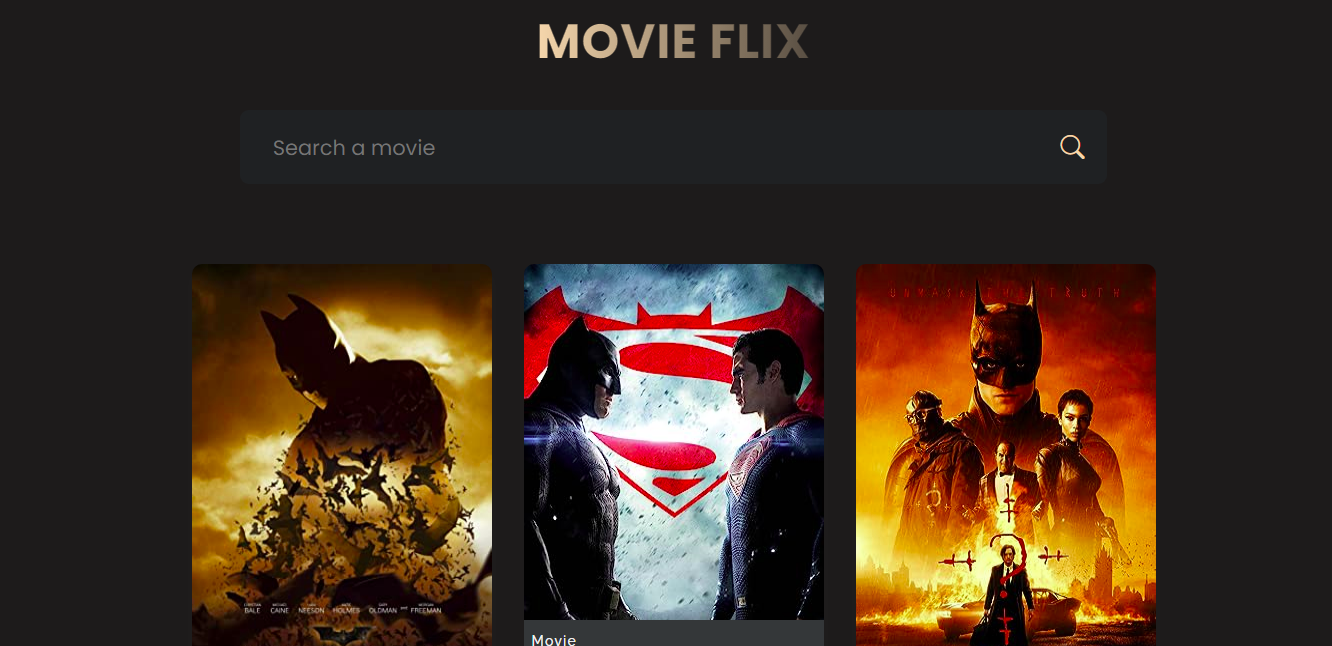 MOVIE FLIX
Search a movie
UNMASK THE TRUTH
CHRISTIAN BALE MICHAEL CAINE LIAM NEESON KATIE HOLMES GARY OLDMAN and MORGAN FREEMAN
Movie